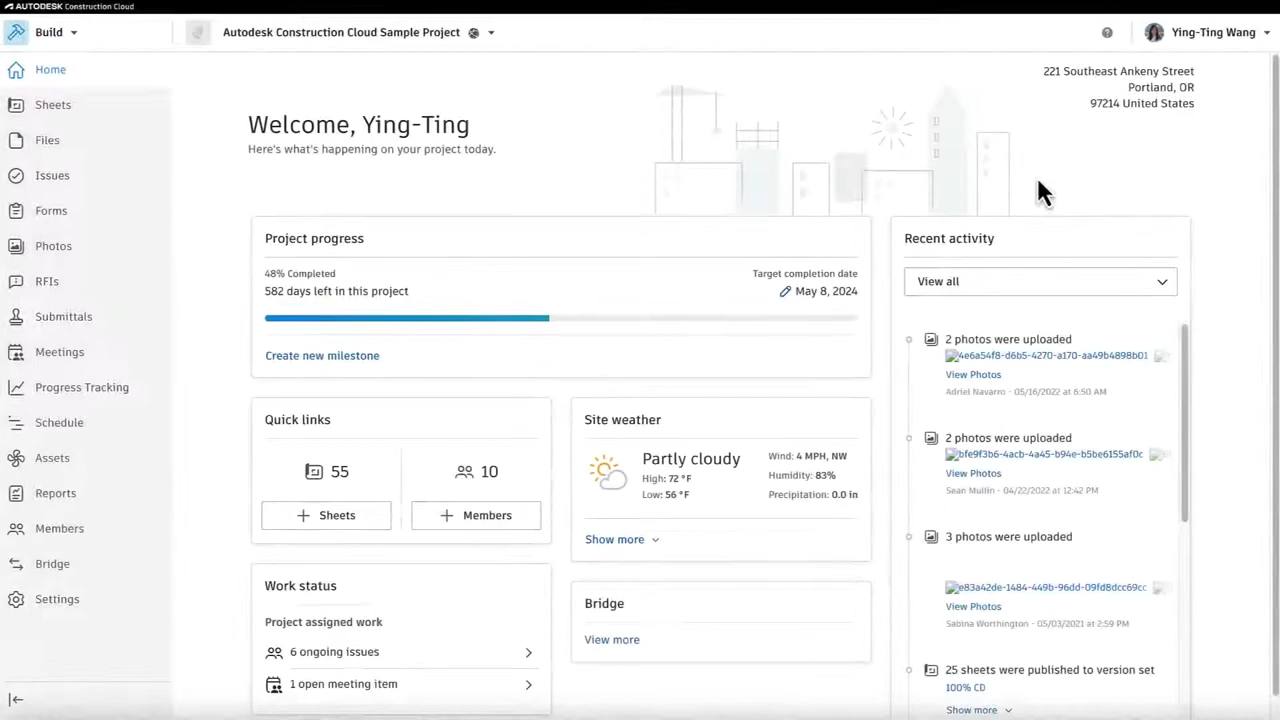 AUTODESK Construction Cloud
Build
Autodesk Construction Cloud Sample Project
Ying-Ting Wang
Home
Sheets
Files
Issues
Forms
Photos
RFIs
Submittals
Meetings
Progress Tracking
Schedule
Assets
Reports
Members
Bridge
Settings
221 Southeast Ankeny Street
Portland, OR
97214 United States
Welcome, Ying-Ting
Here's what's happening on your project today.
Project progress
48% Completed
582 days left in this project
Target completion date
May 8, 2024
Create new milestone
Quick links
55
10
+ Sheets
+ Members
Site weather
Partly cloudy
High: 72 °F
Low: 56 °F
Wind: 4 MPH, NW
Humidity: 83%
Precipitation: 0.0 in
Show more
Work status
Project assigned work
6 ongoing issues
1 open meeting item
Bridge
View more
Recent activity
View all
2 photos were uploaded
4e6a54f8-d6b5-4270-a170-aa49b4898b01
View Photos
Adriel Navarro - 05/16/2022 at 6:50 AM
2 photos were uploaded
bfe9f3b6-4acb-4a45-b94e-b5be6155af0c
View Photos
Sean Mullin - 04/22/2022 at 12:42 PM
3 photos were uploaded
e83a42de-1484-449b-96dd-09fd8dcc69cc
View Photos
Sabina Worthington - 05/03/2021 at 2:59 PM
25 sheets were published to version set
100% CD
Show more